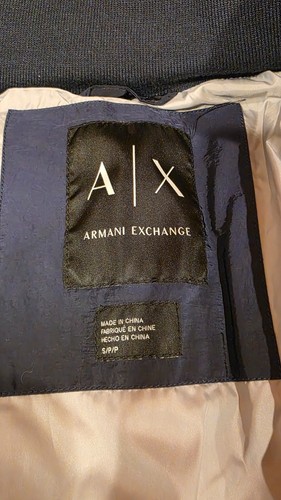 A|X
ARMANI EXCHANGE
MADE IN CHINA
FABRIQUÉ EN CHINE
HECHO EN CHINA
S/P/P